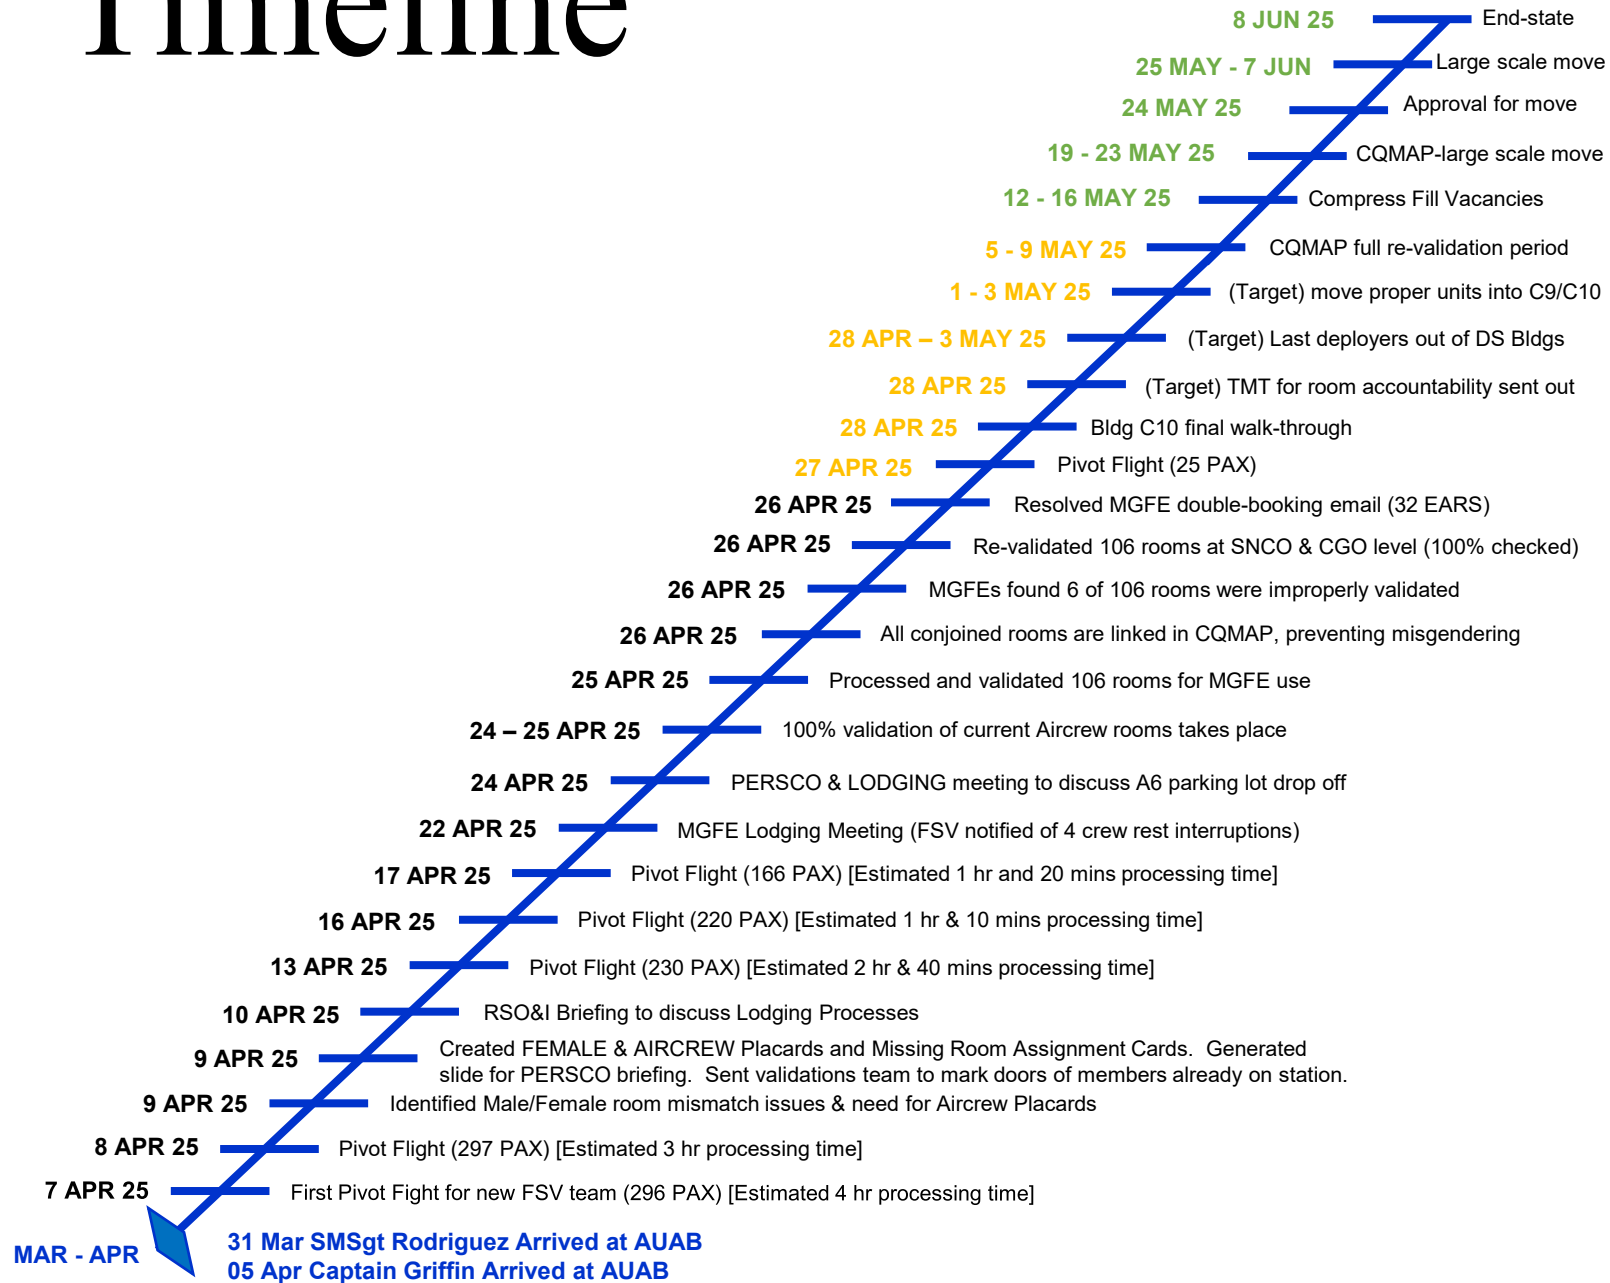 Timeline
8 JUN 25 End-state
25 MAY - 7 JUN Large scale move
24 MAY 25 Approval for move
19 - 23 MAY 25 CQMAP-large scale move
12 - 16 MAY 25 Compress Fill Vacancies
5 - 9 MAY 25 CQMAP full re-validation period
1 - 3 MAY 25 (Target) move proper units into C9/C10
28 APR – 3 MAY 25 (Target) Last deployers out of DS Bldgs
28 APR 25 (Target) TMT for room accountability sent out
28 APR 25 Bldg C10 final walk-through
27 APR 25 Pivot Flight (25 PAX)
26 APR 25 Resolved MGFE double-booking email (32 EARS)
26 APR 25 Re-validated 106 rooms at SNCO & CGO level (100% checked)
26 APR 25 MGFEs found 6 of 106 rooms were improperly validated
26 APR 25 All conjoined rooms are linked in CQMAP, preventing misgendering
25 APR 25 Processed and validated 106 rooms for MGFE use
24 – 25 APR 25 100% validation of current Aircrew rooms takes place
24 APR 25 PERSCO & LODGING meeting to discuss A6 parking lot drop off
22 APR 25 MGFE Lodging Meeting (FSV notified of 4 crew rest interruptions)
17 APR 25 Pivot Flight (166 PAX) [Estimated 1 hr and 20 mins processing time]
16 APR 25 Pivot Flight (220 PAX) [Estimated 1 hr & 10 mins processing time]
13 APR 25 Pivot Flight (230 PAX) [Estimated 2 hr & 40 mins processing time]
10 APR 25 RSO&I Briefing to discuss Lodging Processes
9 APR 25 Created FEMALE & AIRCREW Placards and Missing Room Assignment Cards. Generated
slide for PERSCO briefing. Sent validations team to mark doors of members already on station.
9 APR 25 Identified Male/Female room mismatch issues & need for Aircrew Placards
8 APR 25 Pivot Flight (297 PAX) [Estimated 3 hr processing time]
7 APR 25 First Pivot Fight for new FSV team (296 PAX) [Estimated 4 hr processing time]
MAR - APR 31 Mar SMSgt Rodriguez Arrived at AUAB
05 Apr Captain Griffin Arrived at AUAB